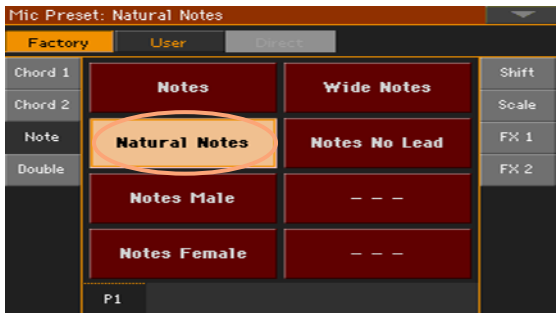 Mic Preset: Natural Notes
Factory User Direct
Chord 1
Chord 2
Note
Double
Notes Wide Notes
Natural Notes Notes No Lead
Notes Male - - -
Notes Female - - -
Shift
Scale
FX 1
FX 2
P1